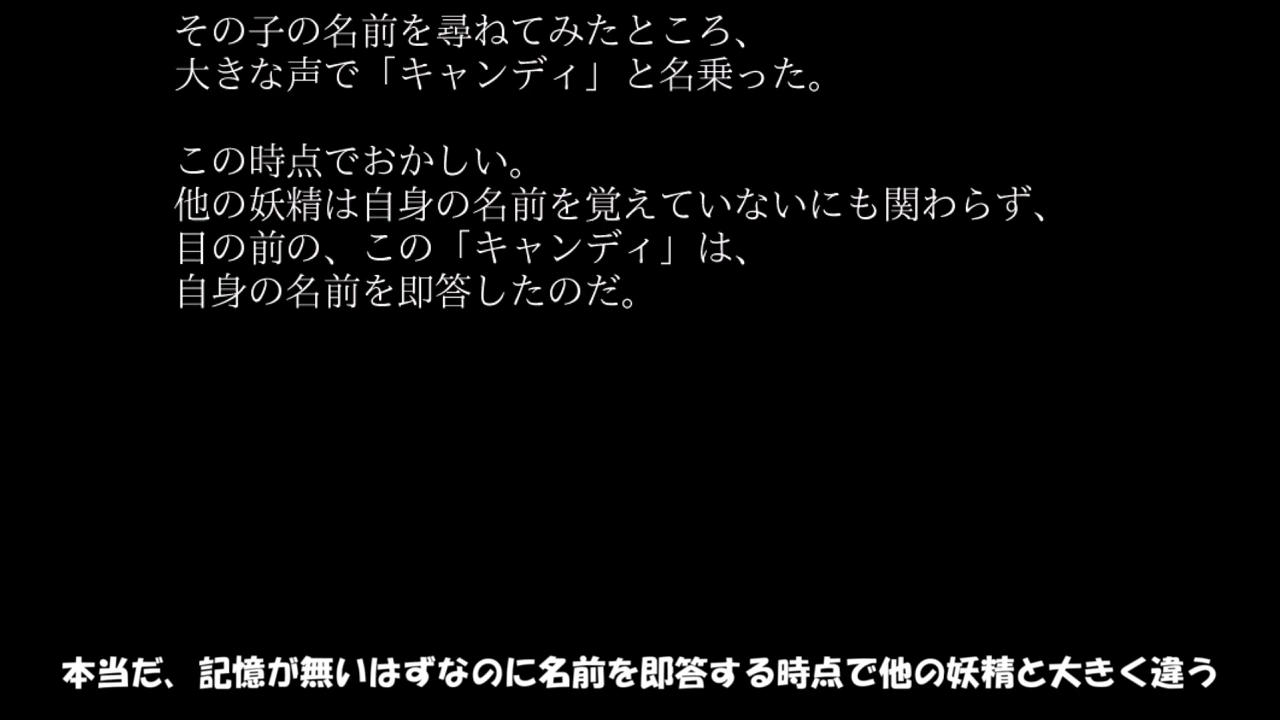 その子の名前を尋ねてみたところ、
大きな声で「キャンディ」と名乗った。
この時点でおかしい。
他の妖精は自身の名前を覚えていないにも関わらず、
目の前の、この「キャンディ」は、
自身の名前を即答したのだ。
本当だ、記憶が無いはずなのに名前を即答する時点で他の妖精と大きく違う